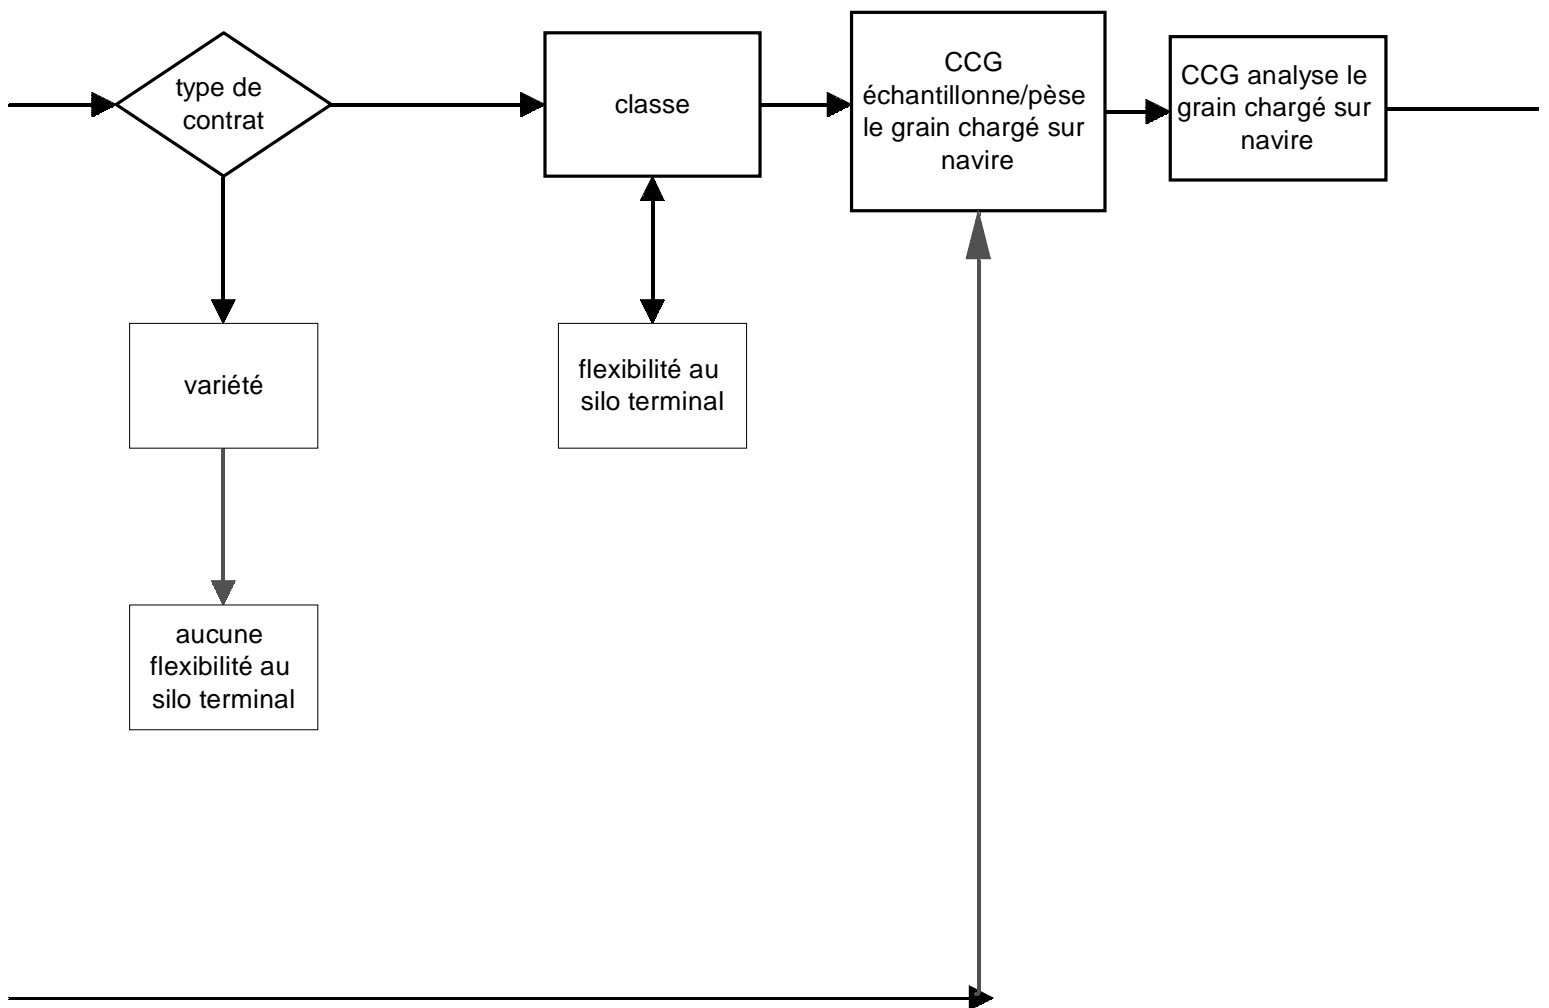 type de
contrat
classe
CCG
échantillonne/pèse
le grain chargé sur
navire
CCG analyse le
grain chargé sur
navire
variété
flexibilité au
silo terminal
aucune
flexibilité au
silo terminal